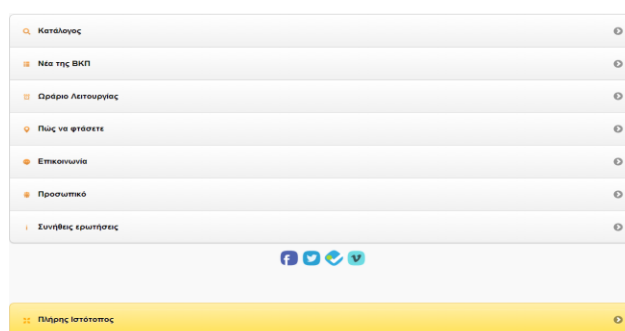 Κατάλογος
Νέα της ΒΚΠ
Ωράριο Λειτουργίας
Πώς να φτάσετε
Επικοινωνία
Προσωπικό
Συνήθεις ερωτήσεις
Πλήρης Ιστότοπος